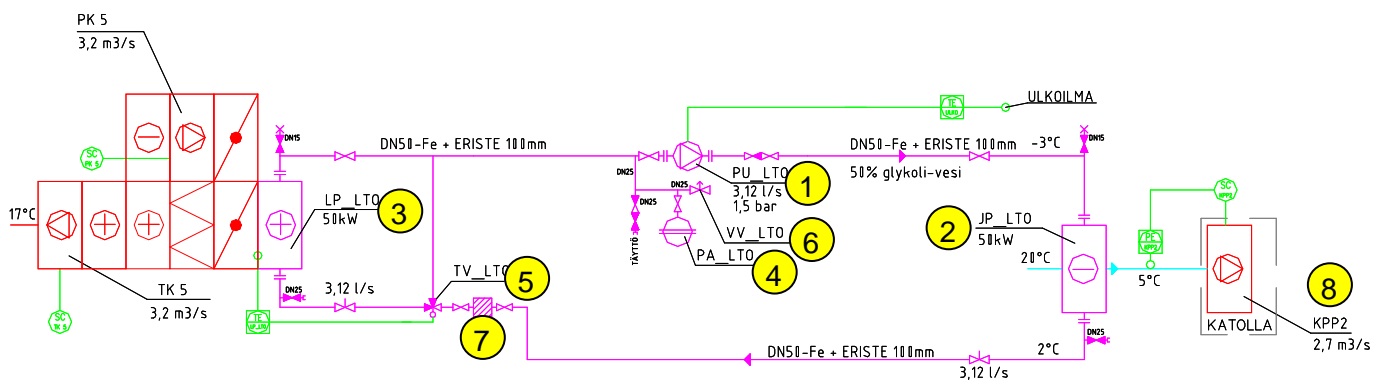 PK 5
3,2 m3/s
SC
PK 5
17°C
TK 5
3,2 m3/s
SC
TK 5
DN15
LP_LTO
50kW
3
DN25
3,12 l/s
TE
LP_LTO
TV_LTO
5
7
DN50-Fe + ERISTE 100mm
DN25
DN25
DN25
TÄYTTÖ
PU_LTO
3,12 l/s
1,5 bar
1
VV_LTO
6
PA_LTO
4
TE
ULKO
ULKOILMA
DN50-Fe + ERISTE 100mm
50% glykoli-vesi
-3°C
DN15
2
JP_LTO
50kW
20°C
5°C
DN25
2°C
DN50-Fe + ERISTE 100mm
3,12 l/s
PE
KPP2
SC
KPP2
KATOLLA
8
KPP2
2,7 m3/s